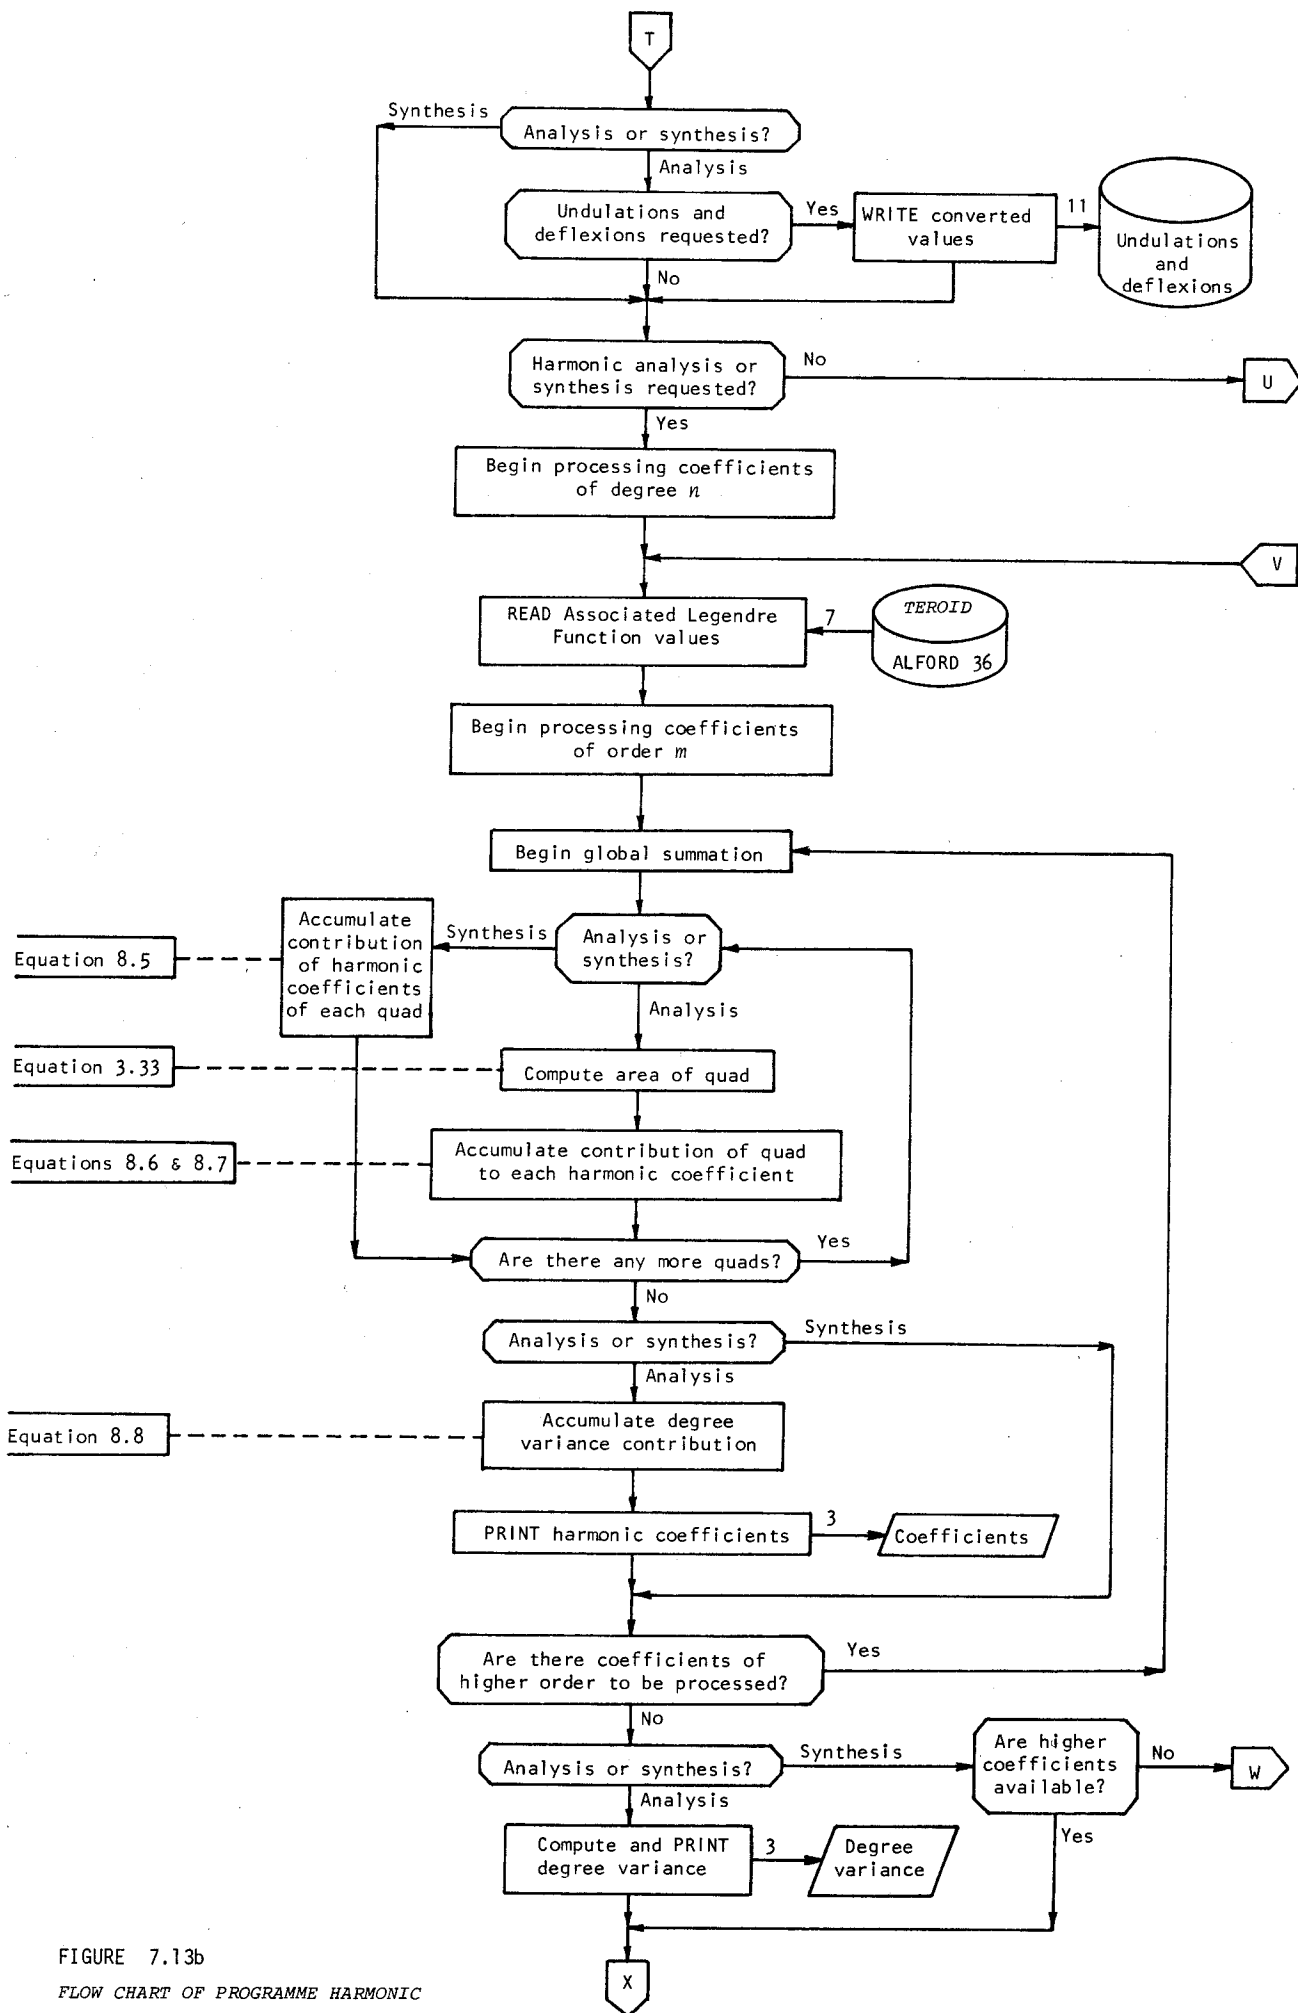 T
Synthesis
Analysis or synthesis?
Analysis
Undulations and
deflexions requested?
Yes
WRITE converted
values
11
Undulations
and
deflexions
No
Harmonic analysis or
synthesis requested?
No
U
Yes
Begin processing coefficients
of degree n
V
READ Associated Legendre
Function values
7
TEROID
ALFORD 36
Begin processing coefficients
of order m
Begin global summation
Accumulate
contribution
of harmonic
coefficients
of each quad
Synthesis
Analysis or
synthesis?
Equation 8.5
Analysis
Equation 3.33
Compute area of quad
Equations 8.6 & 8.7
Accumulate contribution of quad
to each harmonic coefficient
Are there any more quads?
Yes
No
Analysis or synthesis?
Synthesis
Analysis
Equation 8.8
Accumulate degree
variance contribution
PRINT harmonic coefficients
3
Coefficients
Are there coefficients of
higher order to be processed?
Yes
No
Analysis or synthesis?
Synthesis
Are higher
coefficients
available?
No
W
Analysis
Yes
Compute and PRINT
degree variance
3
Degree
variance
X
FIGURE 7.13b
FLOW CHART OF PROGRAMME HARMONIC